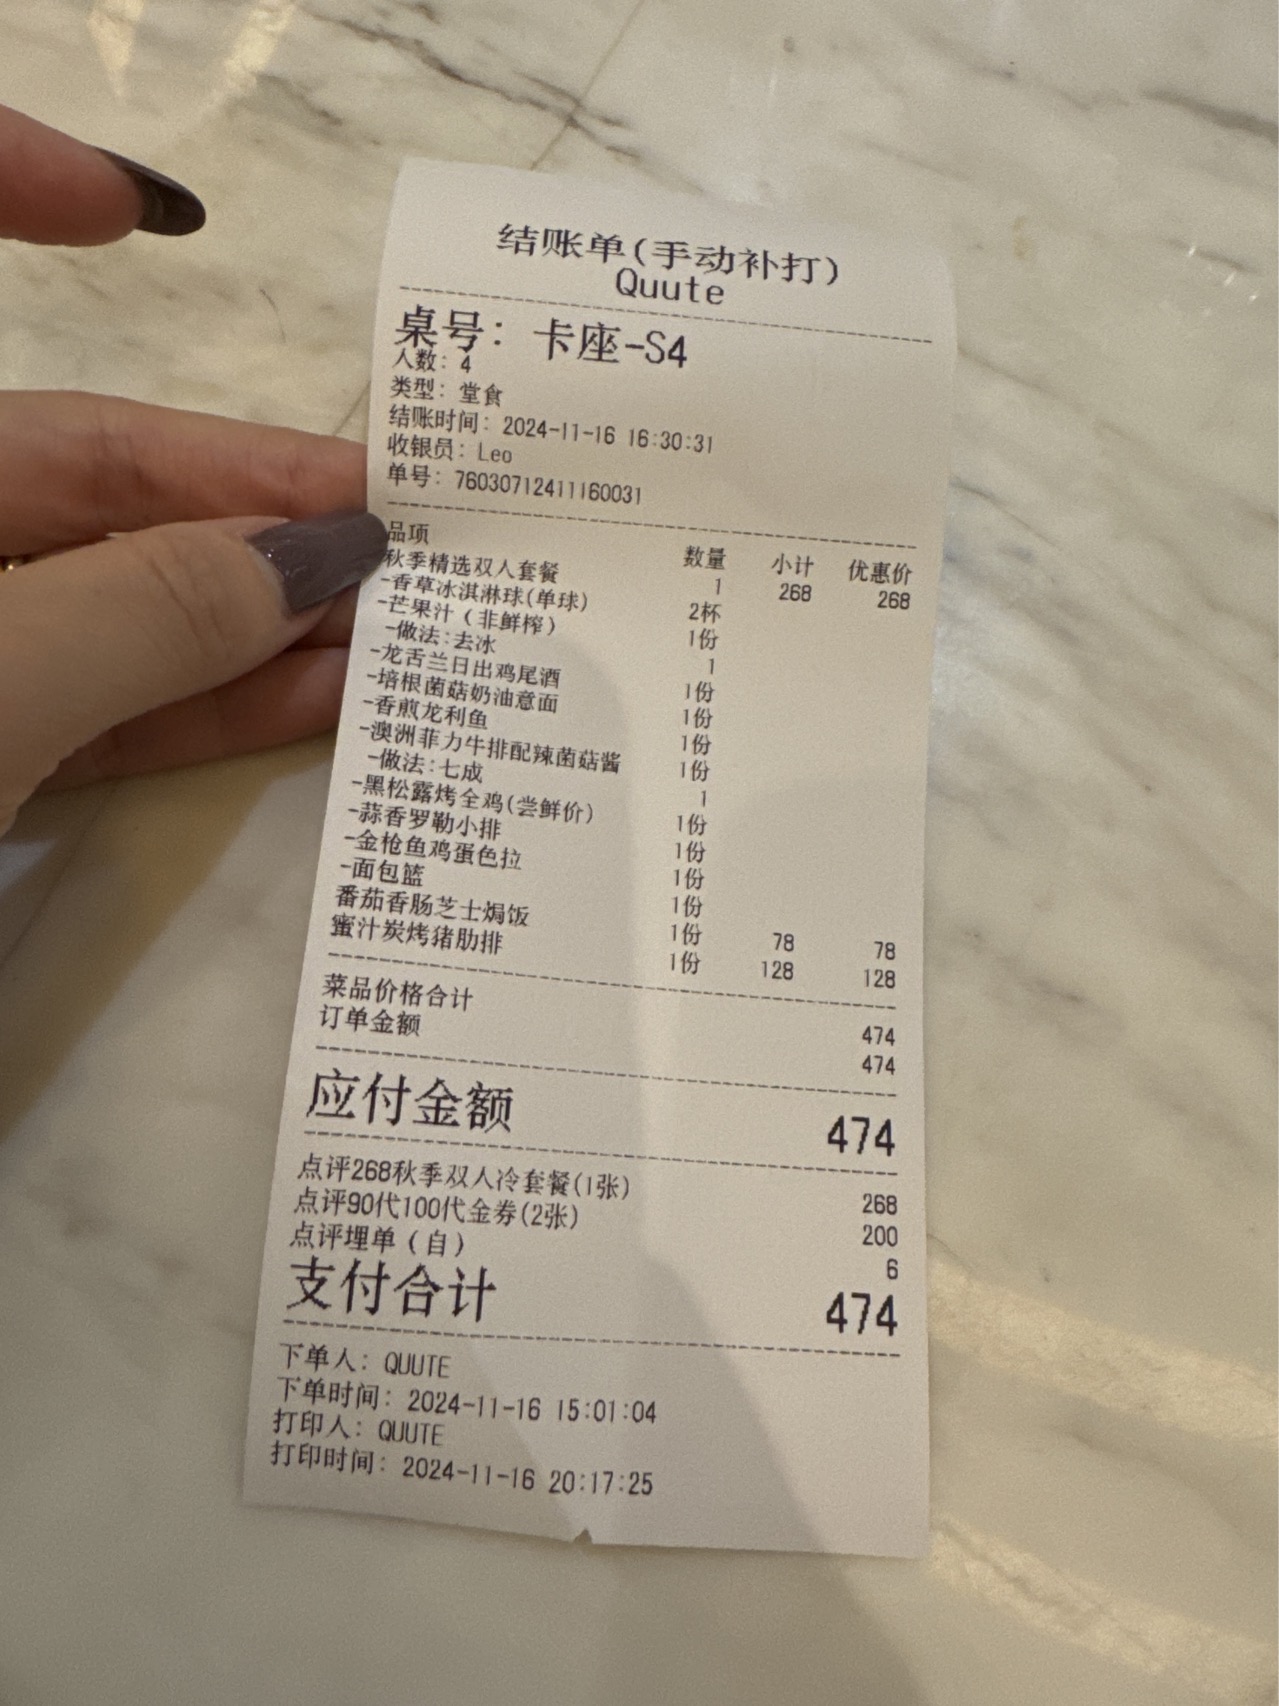 结账单(手动补打)
Quute
桌号: 卡座-S4
人数: 4
类型: 堂食
结账时间: 2024-11-16 16:30:31
收银员: Leo
单号: 76030712411160031
品项 数量 小计 优惠价
秋季精选双人套餐 1 268 268
-香草冰淇淋球(单球) 2杯
-芒果汁(非鲜榨) 1份
-做法:去冰 1
-龙舌兰日出鸡尾酒 1份
-培根菌菇奶油意面 1份
-香煎龙利鱼 1份
-澳洲菲力牛排配辣菌菇酱 1份
-做法:七成 1
-黑松露烤全鸡(尝鲜价) 1份
-蒜香罗勒小排 1份
-金枪鱼鸡蛋色拉 1份
-面包篮 1份
番茄香肠芝士焗饭 1份 78 78
蜜汁炭烤猪肋排 1份 128 128
菜品价格合计 474
订单金额 474
应付金额 474
点评268秋季双人冷套餐(1张) 268
点评90代100代金券(2张) 200
点评埋单(自) 6
支付合计 474
下单人: QUUTE
下单时间: 2024-11-16 15:01:04
打印人: QUUTE
打印时间: 2024-11-16 20:17:25